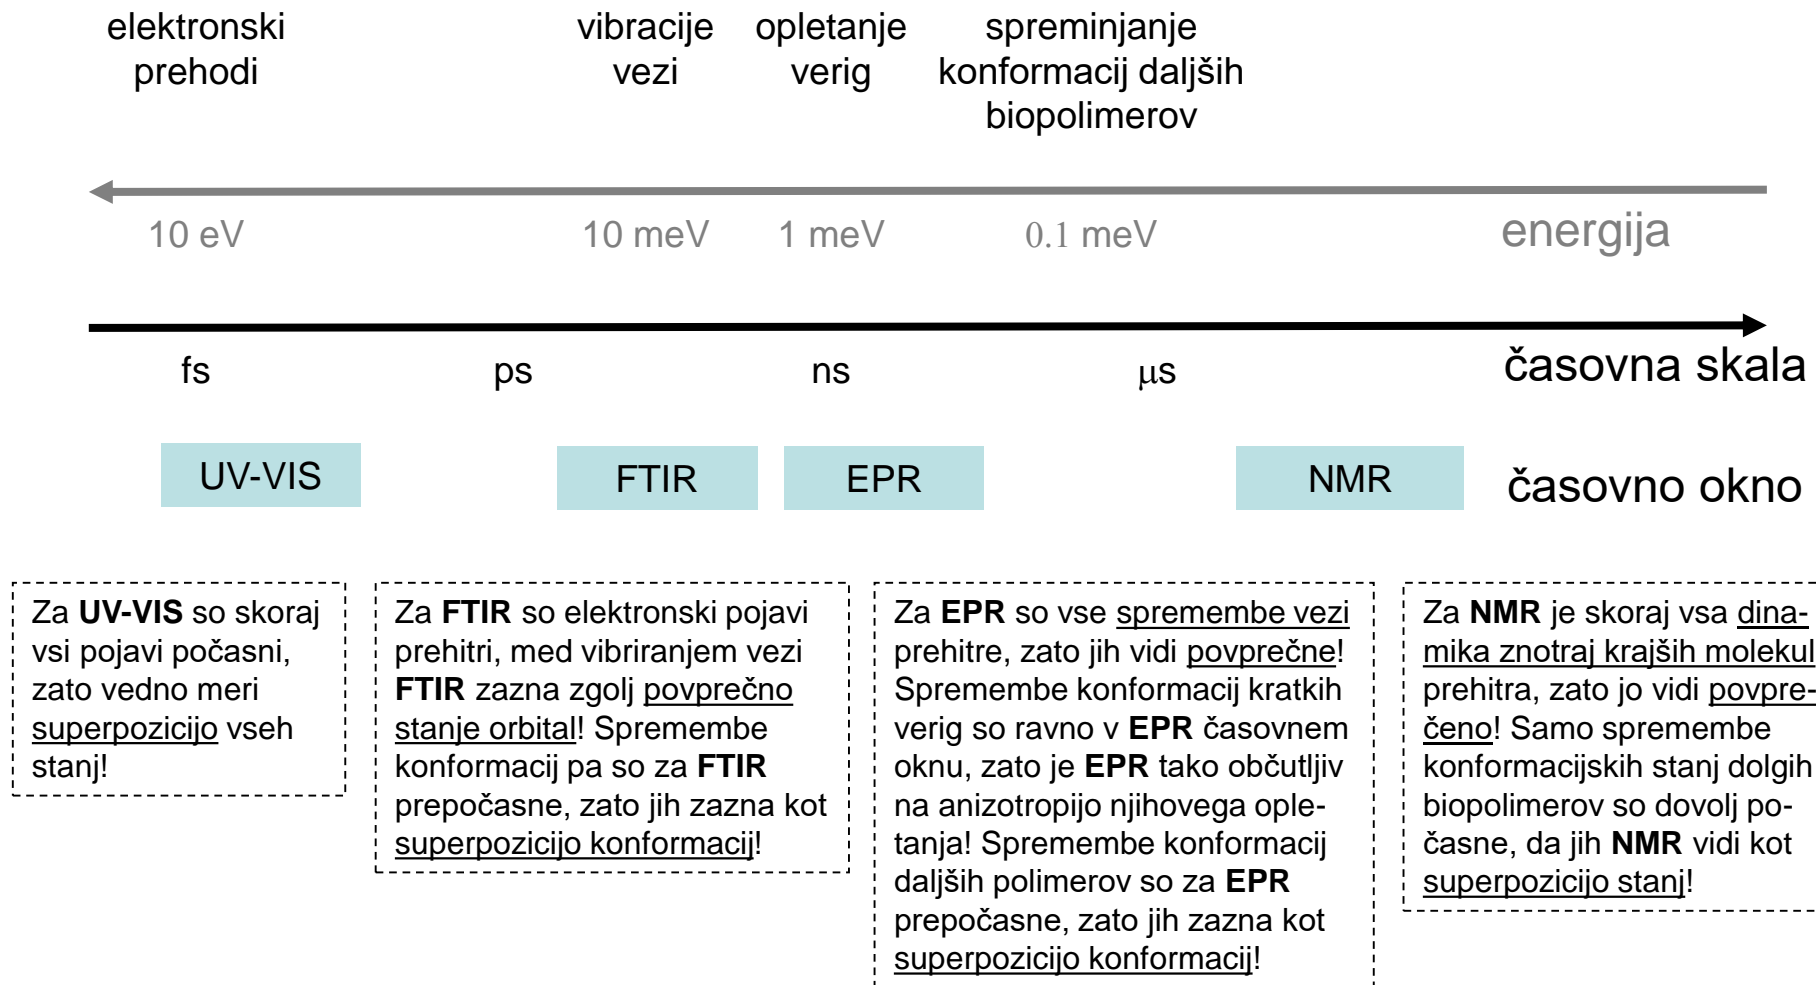 elektronski
prehodi
vibracije
vezi
opletanje
verig
spreminjanje
konformacij daljših
biopolimerov
10 eV
10 meV
1 meV
0.1 meV
energija
fs
ps
ns
μs
časovna skala
UV-VIS
FTIR
EPR
NMR
časovno okno
Za UV-VIS so skoraj
vsi pojavi počasni,
zato vedno meri
superpozicijo vseh
stanj!
Za FTIR so elektronski pojavi
prehitri, med vibriranjem vezi
FTIR zazna zgolj povprečno
stanje orbital! Spremembe
konformacij pa so za FTIR
prepočasne, zato jih zazna kot
superpozicijo konformacij!
Za EPR so vse spremembe vezi
prehitre, zato jih vidi povprečne!
Spremembe konformacij kratkih
verig so ravno v EPR časovnem
oknu, zato je EPR tako občutljiv
na anizotropijo njihovega ople-
tanja! Spremembe konformacij
daljših polimerov so za EPR
prepočasne, zato jih zazna kot
superpozicijo konformacij!
Za NMR je skoraj vsa dina-
mika znotraj krajših molekul
prehitra, zato jo vidi povpre-
čeno! Samo spremembe
konformacijskih stanj dolgih
biopolimerov so dovolj po-
časne, da jih NMR vidi kot
superpozicijo stanj!